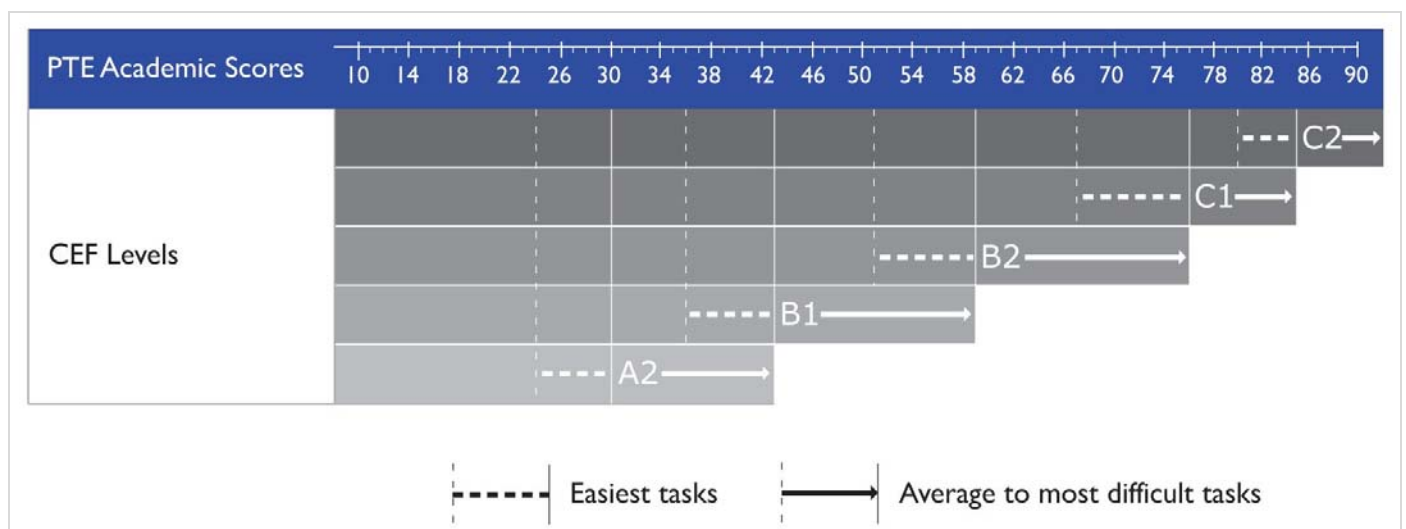 PTE Academic Scores
10 14 18 22 26 30 34 38 42 46 50 54 58 62 66 70 74 78 82 86 90
C2
C1
CEF Levels
B2
B1
A2
Easiest tasks Average to most difficult tasks